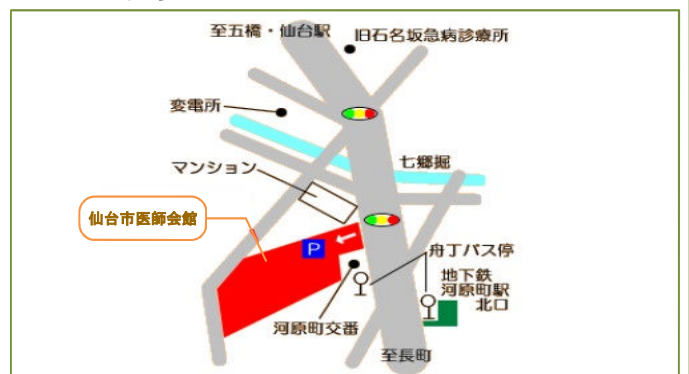 至五橋・仙台駅
旧石名坂急病診療所
変電所
七郷掘
マンション
仙台市医師会館
P
舟丁バス停
地下鉄
河原町駅
北口
河原町交番
至長町